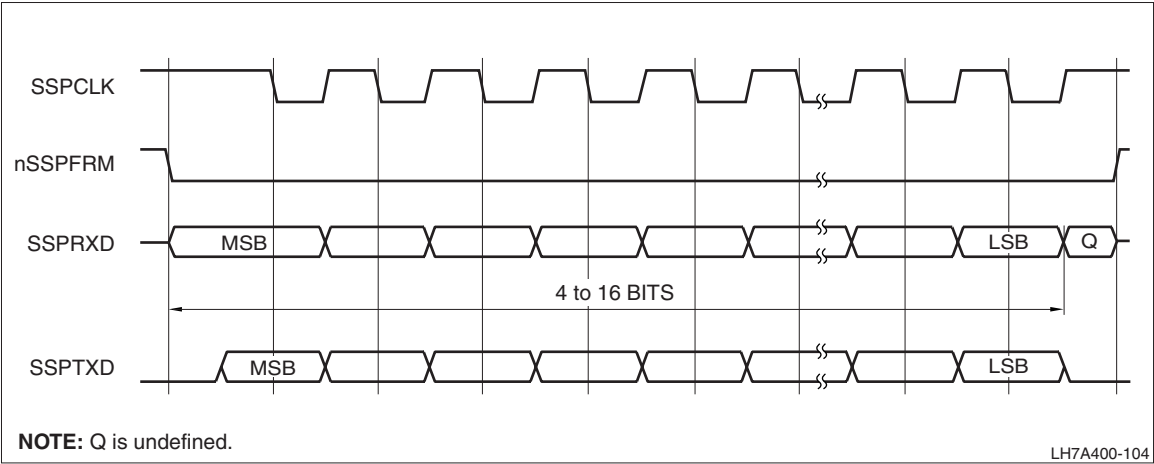 SSPCLK
nSSPFRM
SSPRXD
MSB
LSB
Q
4 to 16 BITS
SSPTXD
MSB
LSB
NOTE: Q is undefined.
LH7A400-104